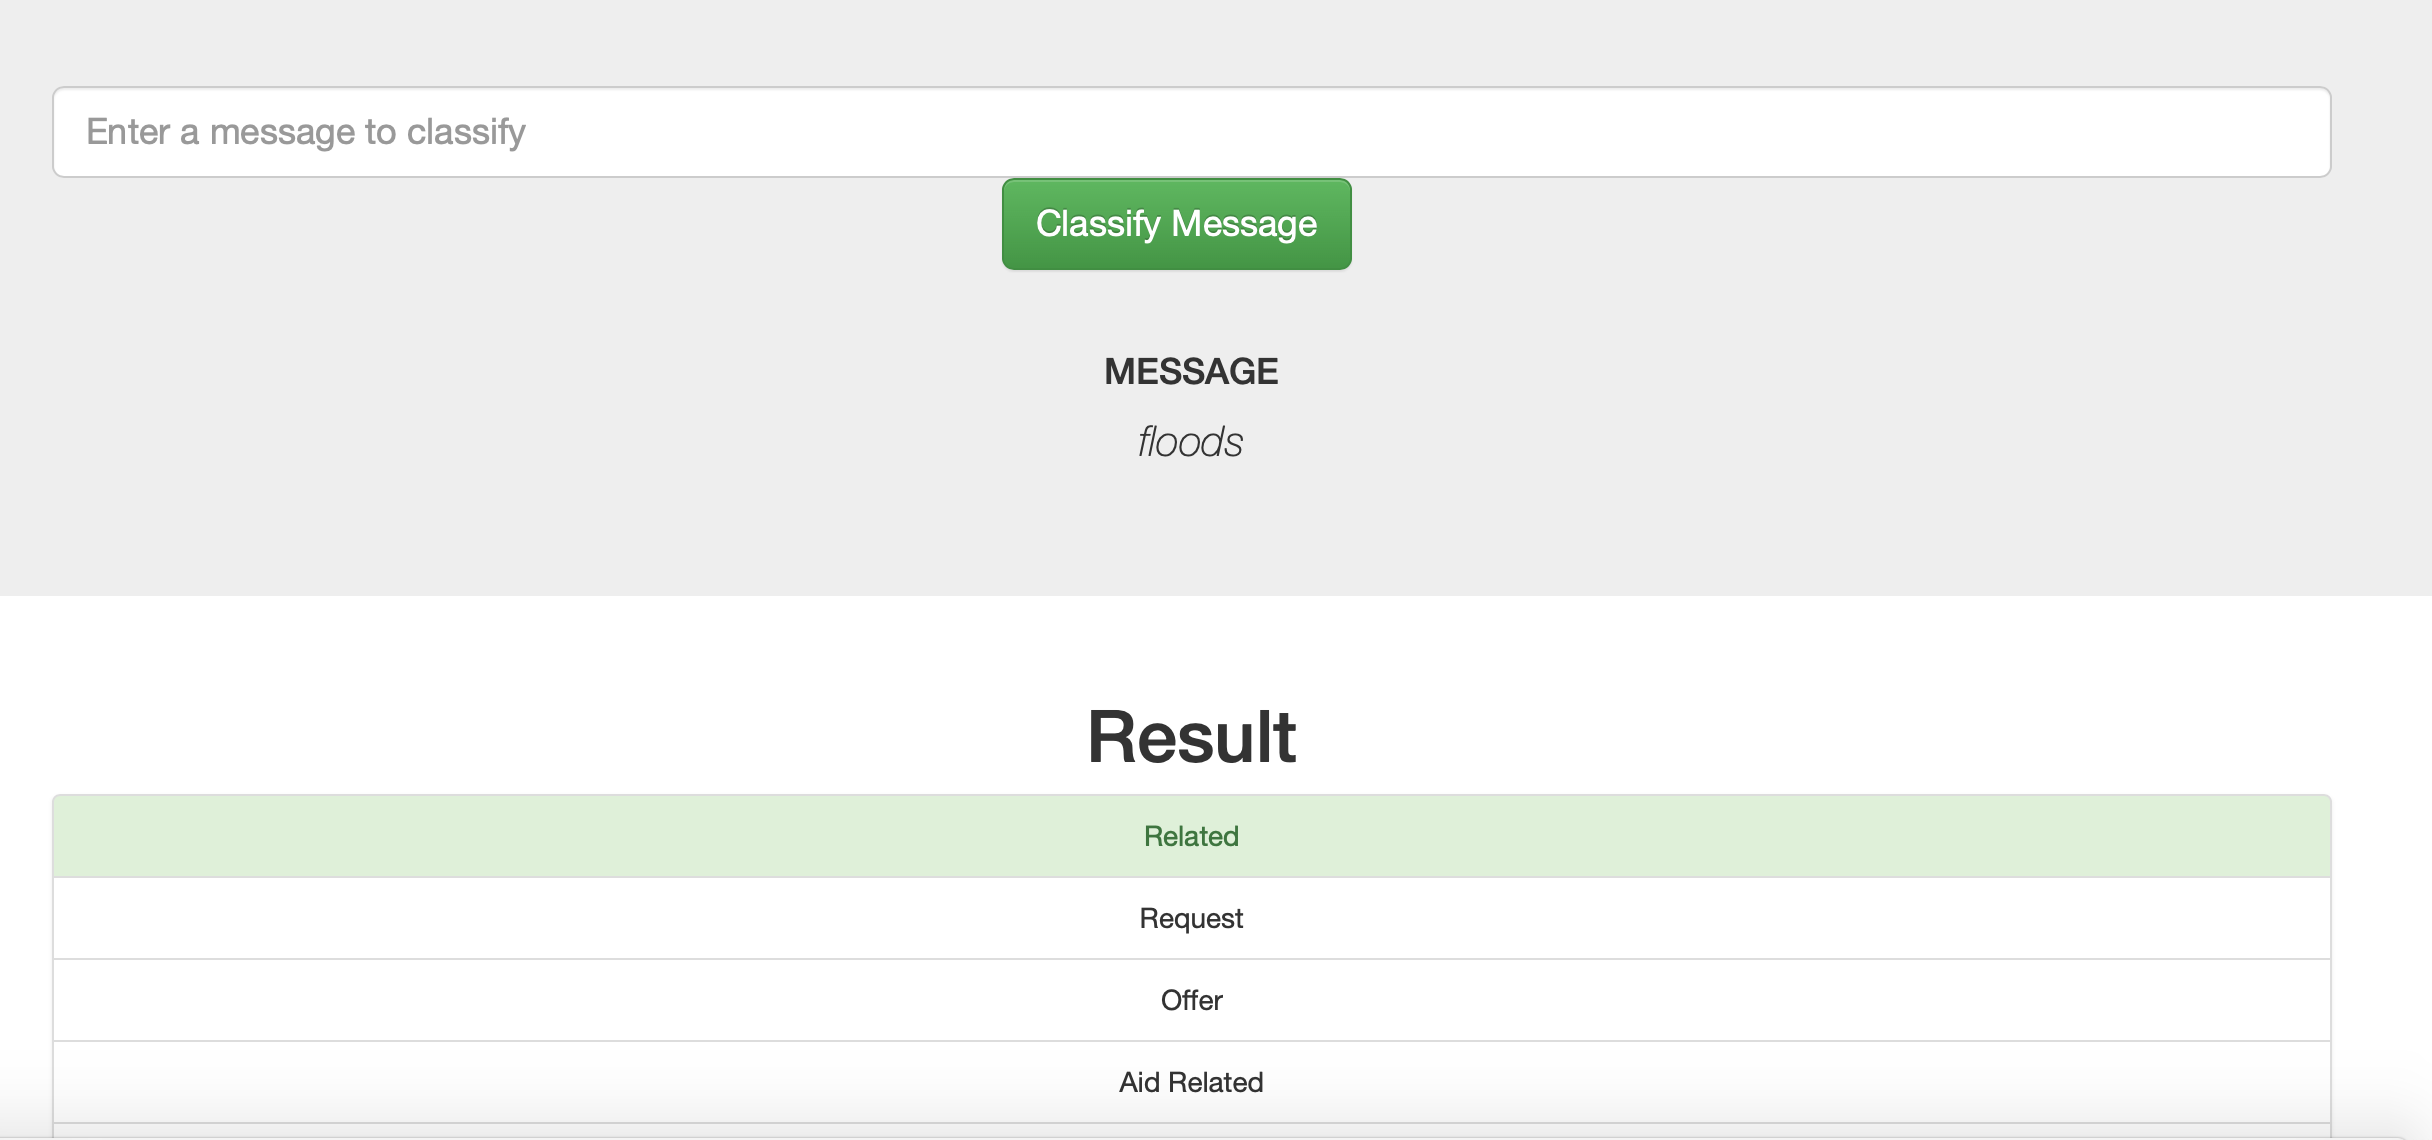 Enter a message to classify
Classify Message
MESSAGE
floods
Result
Related
Request
Offer
Aid Related